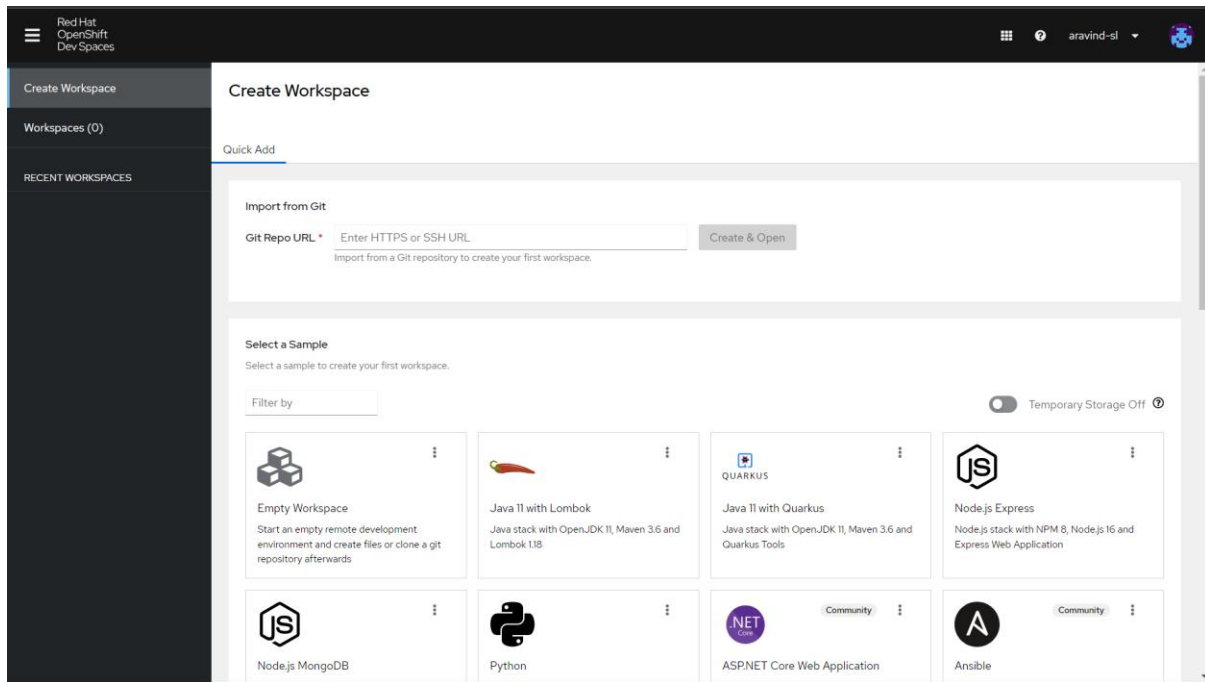 Red Hat
OpenShift
Dev Spaces
aravind-sl
Create Workspace
Workspaces (0)
RECENT WORKSPACES
Create Workspace
Quick Add
Import from Git
Git Repo URL *
Enter HTTPS or SSH URL
Create & Open
Import from a Git repository to create your first workspace.
Select a Sample
Select a sample to create your first workspace.
Filter by
Temporary Storage Off
Empty Workspace
Start an empty remote development
environment and create files or clone a git
repository afterwards
Java 11 with Lombok
Java stack with OpenJDK 11, Maven 3.6 and
Lombok 1.18
QUARKUS
Java 11 with Quarkus
Java stack with OpenJDK 11, Maven 3.6 and
Quarkus Tools
JS
Node.js Express
Node.js stack with NPM 8, Node.js 16 and
Express Web Application
JS
Node.js MongoDB
Python
.NET
Core
Community
ASP.NET Core Web Application
A
Community
Ansible